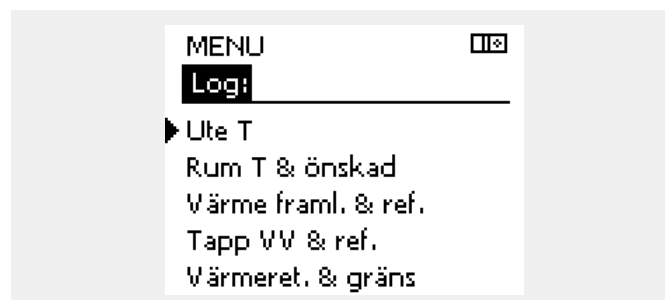 MENU
Log:
Ute T
Rum T & önskad
Värme framl. & ref.
Tapp VV & ref.
Värmeret. & gräns